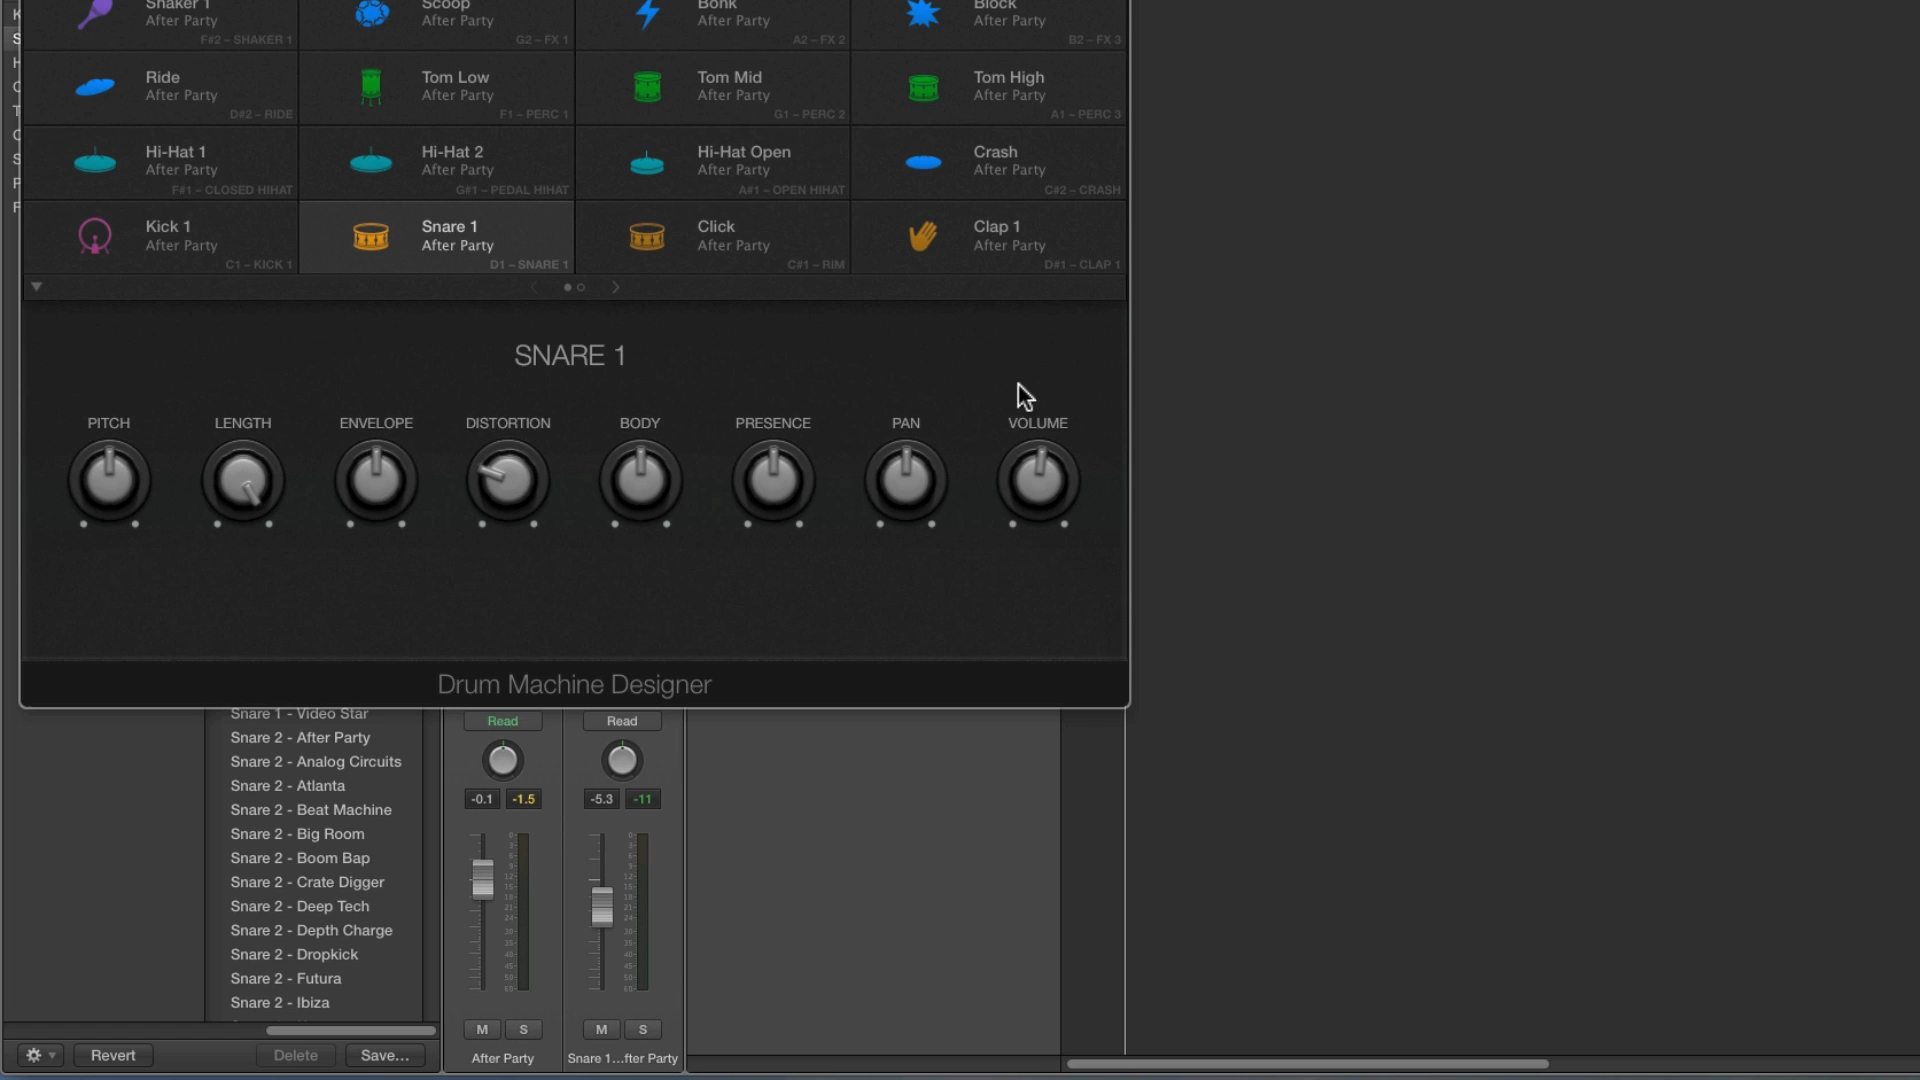 Shaker 1
After Party
F#2 – SHAKER 1
Scoop
After Party
G2 – FX 1
Bonk
After Party
A2 – FX 2
Block
After Party
B2 – FX 3
Ride
After Party
D#2 – RIDE
Tom Low
After Party
F1 – PERC 1
Tom Mid
After Party
G1 – PERC 2
Tom High
After Party
A1 – PERC 3
Hi-Hat 1
After Party
F#1 – CLOSED HIHAT
Hi-Hat 2
After Party
G#1 – PEDAL HIHAT
Hi-Hat Open
After Party
A#1 – OPEN HIHAT
Crash
After Party
C#2 – CRASH
Kick 1
After Party
C1 – KICK 1
Snare 1
After Party
D1 – SNARE 1
Click
After Party
C#1 – RIM
Clap 1
After Party
D#1 – CLAP 1
SNARE 1
PITCH
LENGTH
ENVELOPE
DISTORTION
BODY
PRESENCE
PAN
VOLUME
Drum Machine Designer
Snare 1 - Video Star
Snare 2 - After Party
Snare 2 - Analog Circuits
Snare 2 - Atlanta
Snare 2 - Beat Machine
Snare 2 - Big Room
Snare 2 - Boom Bap
Snare 2 - Crate Digger
Snare 2 - Deep Tech
Snare 2 - Depth Charge
Snare 2 - Dropkick
Snare 2 - Futura
Snare 2 - Ibiza
Revert
Delete
Save...
Read
-0.1
-1.5
M
S
After Party
Read
-5.3
-11
M
S
Snare 1...fter Party